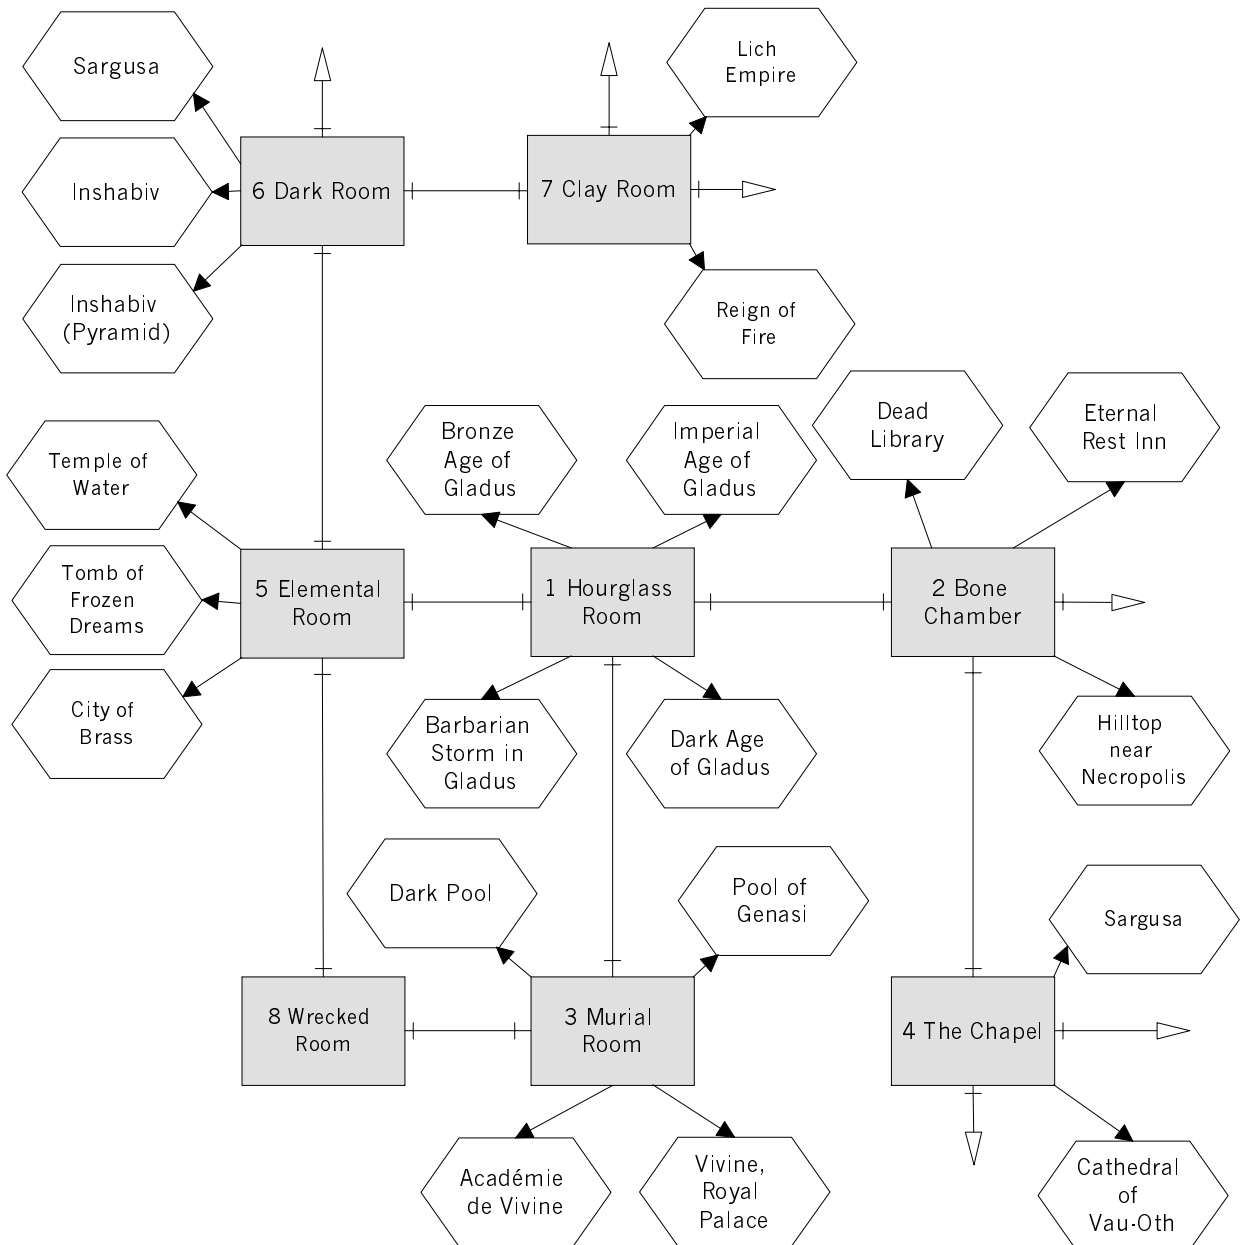 Sargusa
Lich
Empire
Inshabiv
6 Dark Room
7 Clay Room
Inshabiv
(Pyramid)
Reign of
Fire
Temple of
Water
Bronze
Age of
Gladus
Imperial
Age of
Gladus
Dead
Library
Eternal
Rest Inn
Tomb of
Frozen
Dreams
5 Elemental
Room
1 Hourglass
Room
2 Bone
Chamber
City of
Brass
Barbarian
Storm in
Gladus
Dark Age
of Gladus
Hilltop
near
Necropolis
Dark Pool
Pool of
Genasi
Sargusa
8 Wrecked
Room
3 Murial
Room
4 The Chapel
Académie
de Vivine
Vivine,
Royal
Palace
Cathedral
of
Vau-Oth